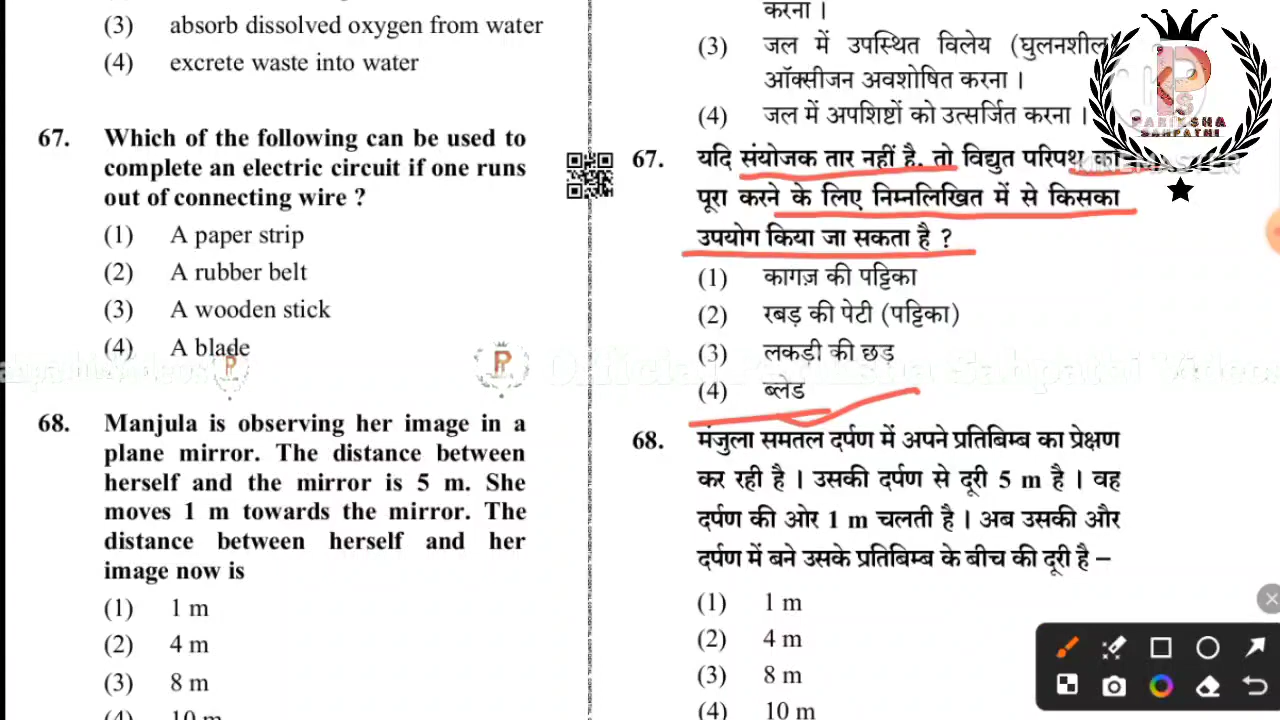 (3) absorb dissolved oxygen from water
(4) excrete waste into water
67. Which of the following can be used to
complete an electric circuit if one runs
out of connecting wire ?
(1) A paper strip
(2) A rubber belt
(3) A wooden stick
(4) A blade
68. Manjula is observing her image in a
plane mirror. The distance between
herself and the mirror is 5 m. She
moves 1 m towards the mirror. The
distance between herself and her
image now is
(1) 1 m
(2) 4 m
(3) 8 m
(4) 10 m
करना ।
(3) जल में उपस्थित विलेय (घुलनशील)
ऑक्सीजन अवशोषित करना ।
(4) जल में अपशिष्टों को उत्सर्जित करना ।
67. यदि संयोजक तार नहीं है, तो विद्युत परिपथ को
पूरा करने के लिए निम्नलिखित में से किसका
उपयोग किया जा सकता है ?
(1) कागज़ की पट्टिका
(2) रबड़ की पेटी (पट्टिका)
(3) लकड़ी की छड़
(4) ब्लेड
68. मंजुला समतल दर्पण में अपने प्रतिबिम्ब का प्रेक्षण
कर रही है । उसकी दर्पण से दूरी 5 m है । वह
दर्पण की ओर 1 m चलती है । अब उसकी और
दर्पण में बने उसके प्रतिबिम्ब के बीच की दूरी है –
(1) 1 m
(2) 4 m
(3) 8 m
(4) 10 m
PARIKSHA
SAHPATHI
KINEMASTER
Official Pariksha Sahpathi Videos